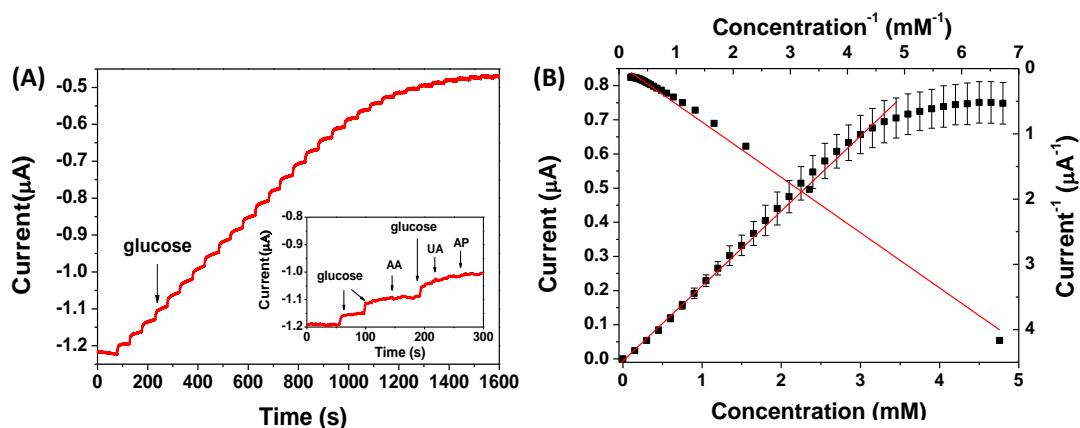 (A)
-0.5
-0.6
-0.7
-0.8
-0.9
-1.0
-1.1
-1.2
Current(μA)
glucose
0 200 400 600 800 1000 1200 1400 1600
Time (s)
-0.8
-0.9
-1.0
-1.1
-1.2
Current (μA)
glucose
AA
glucose
UA
AP
0 100 200 300
Time (s)
Concentration⁻¹ (mM⁻¹)
0 1 2 3 4 5 6 7
(B)
0.8
0.7
0.6
0.5
0.4
0.3
0.2
0.1
0.0
Current (μA)
0
1
2
3
4
Current⁻¹ (μA⁻¹)
0 1 2 3 4 5
Concentration (mM)